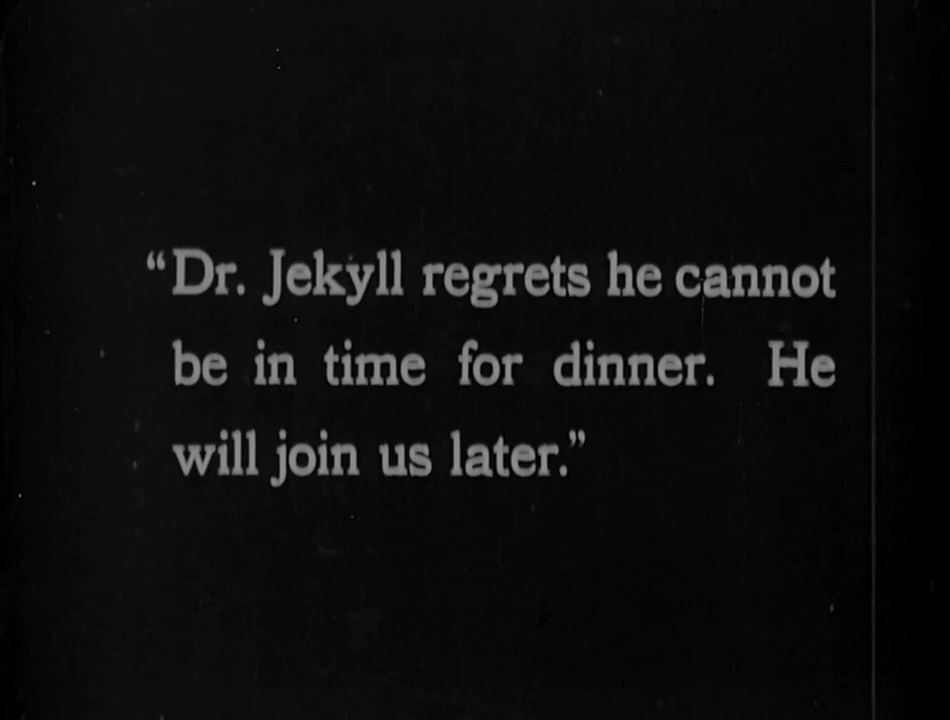 “Dr. Jekyll regrets he cannot
be in time for dinner. He
will join us later.”